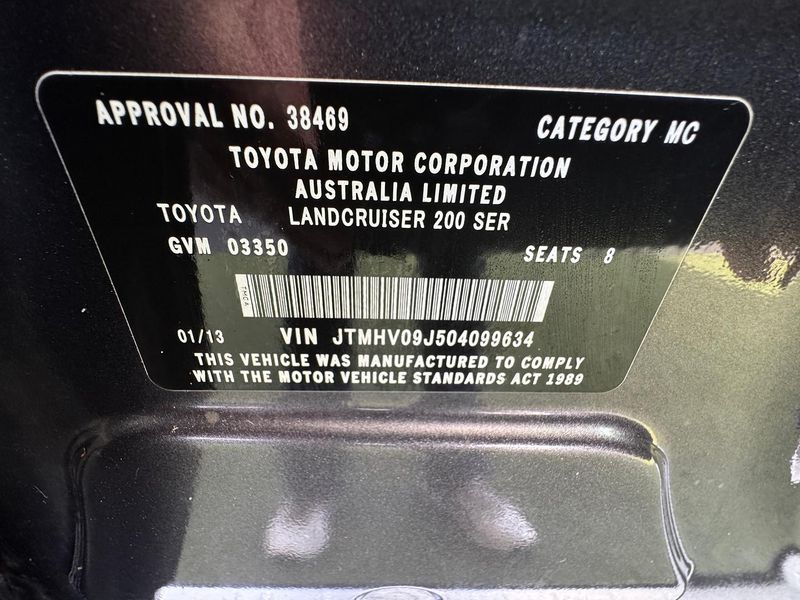 APPROVAL NO. 38469 CATEGORY MC
TOYOTA MOTOR CORPORATION
AUSTRALIA LIMITED
TOYOTA LANDCRUISER 200 SER
GVM 03350 SEATS 8
TMCA
01/13 VIN JTMHV09J504099634
THIS VEHICLE WAS MANUFACTURED TO COMPLY
WITH THE MOTOR VEHICLE STANDARDS ACT 1989